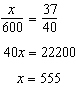 x/600 = 37/40
40x = 22200
x = 555